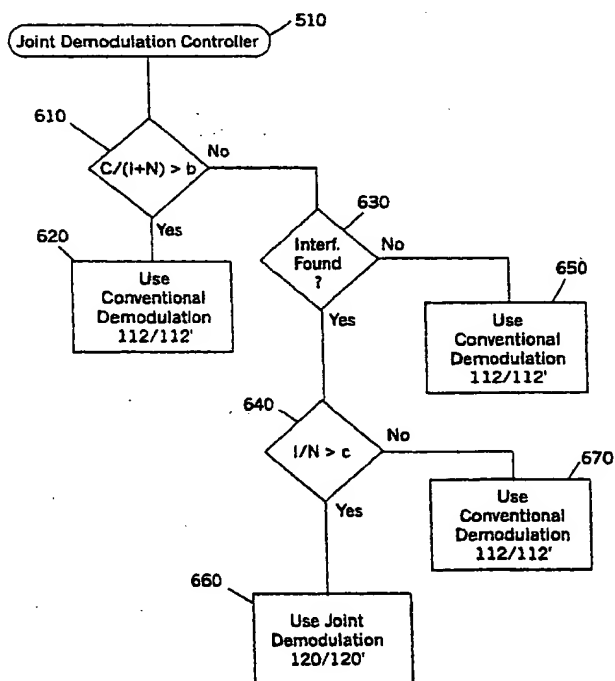 510
Joint Demodulation Controller
610
C/(I+N) > b
No
Yes
630
Interf.
Found
?
No
Yes
620
Use
Conventional
Demodulation
112/112'
650
Use
Conventional
Demodulation
112/112'
640
I/N > c
No
Yes
670
Use
Conventional
Demodulation
112/112'
660
Use Joint
Demodulation
120/120'